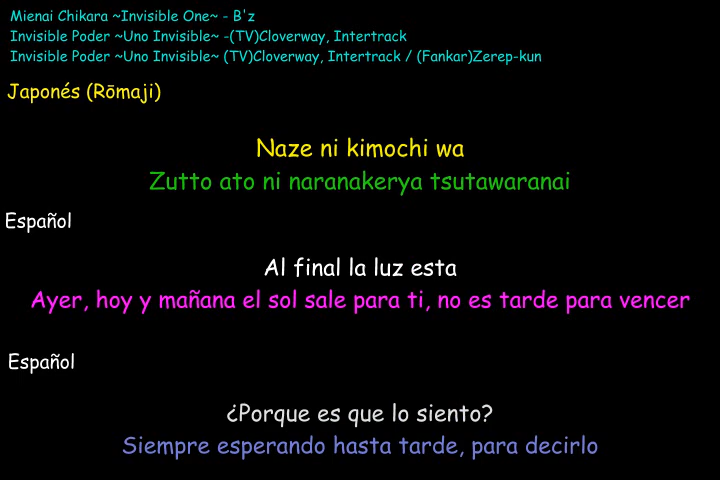 Mienai Chikara ~Invisible One~ - B'z
Invisible Poder ~Uno Invisible~ -(TV)Cloverway, Intertrack
Invisible Poder ~Uno Invisible~ (TV)Cloverway, Intertrack / (Fankar)Zerep-kun
Japonés (Rōmaji)
Naze ni kimochi wa
Zutto ato ni naranakerya tsutawaranai
Español
Al final la luz esta
Ayer, hoy y mañana el sol sale para ti, no es tarde para vencer
Español
¿Porque es que lo siento?
Siempre esperando hasta tarde, para decirlo